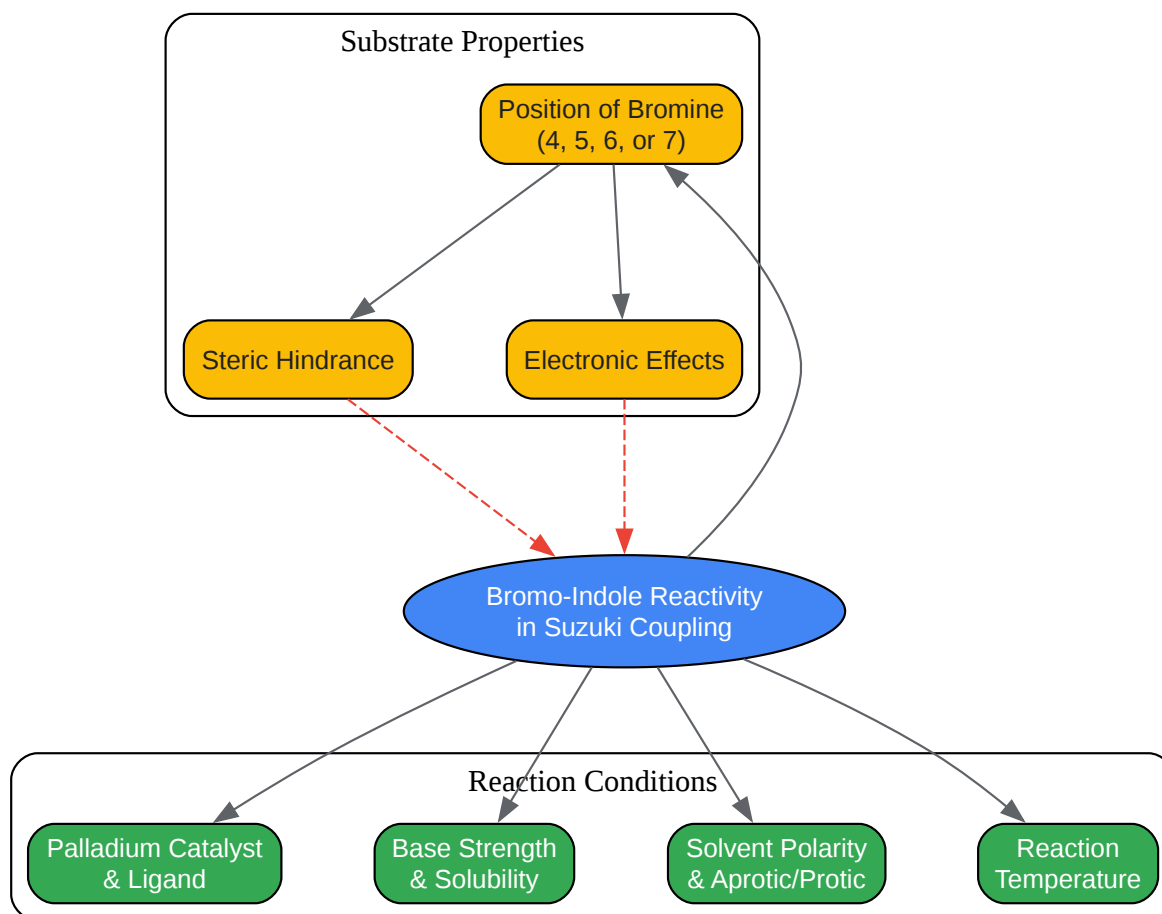 Substrate Properties
Position of Bromine
(4, 5, 6, or 7)
Steric Hindrance
Electronic Effects
Bromo-Indole Reactivity
in Suzuki Coupling
Reaction Conditions
Palladium Catalyst
& Ligand
Base Strength
& Solubility
Solvent Polarity
& Aprotic/Protic
Reaction
Temperature